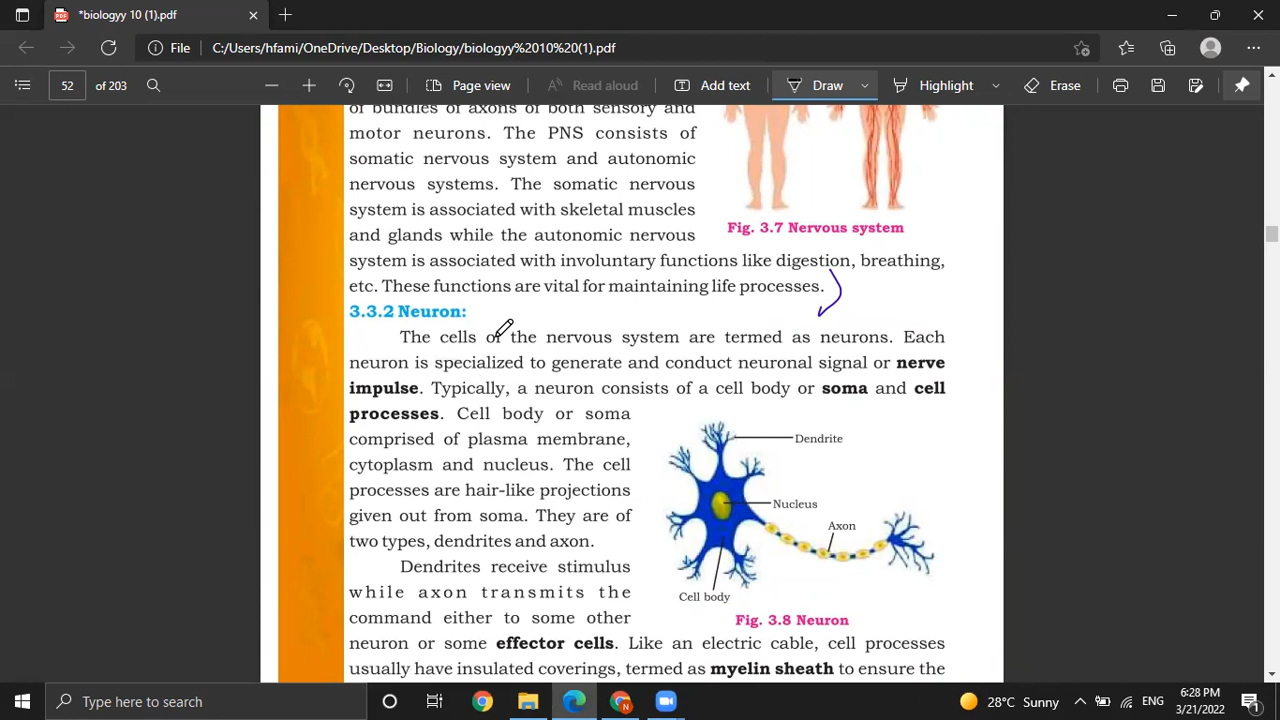 *biologyy 10 (1).pdf
File C:/Users/hfami/OneDrive/Desktop/Biology/biologyy%2010%20(1).pdf
52 of 203 Page view Read aloud Add text Draw Highlight Erase
of bundles of axons of both sensory and
motor neurons. The PNS consists of
somatic nervous system and autonomic
nervous systems. The somatic nervous
system is associated with skeletal muscles
and glands while the autonomic nervous
Fig. 3.7 Nervous system
system is associated with involuntary functions like digestion, breathing,
etc. These functions are vital for maintaining life processes.
3.3.2 Neuron:
The cells of the nervous system are termed as neurons. Each
neuron is specialized to generate and conduct neuronal signal or nerve
impulse. Typically, a neuron consists of a cell body or soma and cell
processes. Cell body or soma
comprised of plasma membrane,
cytoplasm and nucleus. The cell
processes are hair-like projections
given out from soma. They are of
two types, dendrites and axon.
Dendrites receive stimulus
while axon transmits the
command either to some other
Dendrite
Nucleus
Axon
Cell body
Fig. 3.8 Neuron
neuron or some effector cells. Like an electric cable, cell processes
usually have insulated coverings, termed as myelin sheath to ensure the
Type here to search
28°C Sunny
ENG
6:28 PM
3/21/2022